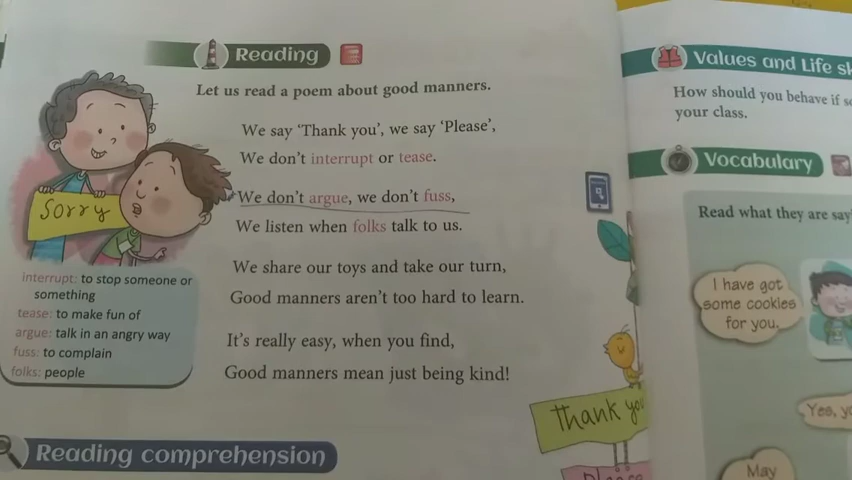 Reading
Let us read a poem about good manners.
We say ‘Thank you’, we say ‘Please’,
We don’t interrupt or tease.
We don’t argue, we don’t fuss,
We listen when folks talk to us.
We share our toys and take our turn,
Good manners aren’t too hard to learn.
It’s really easy, when you find,
Good manners mean just being kind!
Sorry
interrupt: to stop someone or
something
tease: to make fun of
argue: talk in an angry way
fuss: to complain
folks: people
Thank you
Reading comprehension
Values and Life
How should you behave if
your class.
Vocabulary
Read what they are
I have got
some cookies
for you.
Yes,
May